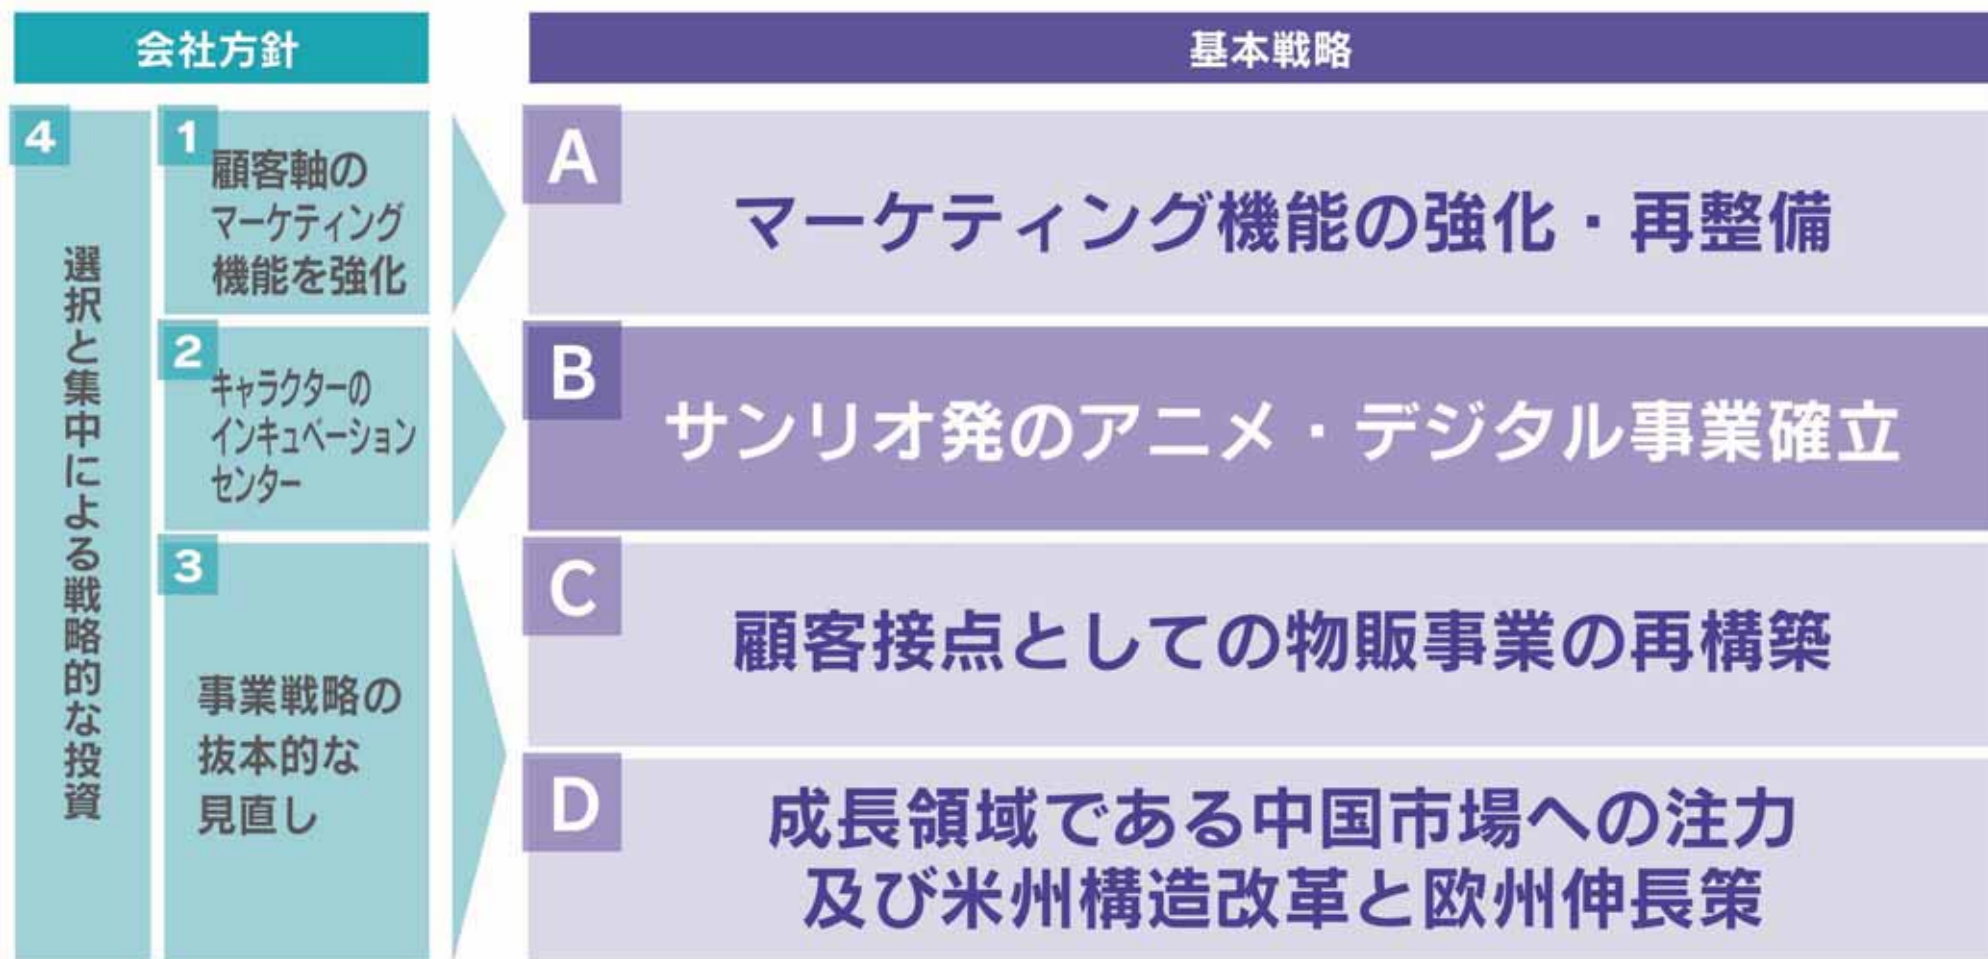 会社方針
基本戦略
4
選択と集中による戦略的な投資
1
顧客軸の
マーケティング
機能を強化
A
マーケティング機能の強化・再整備
2
キャラクターの
インキュベーション
センター
B
サンリオ発のアニメ・デジタル事業確立
3
事業戦略の
抜本的な
見直し
C
顧客接点としての物販事業の再構築
D
成長領域である中国市場への注力
及び米州構造改革と欧州伸長策